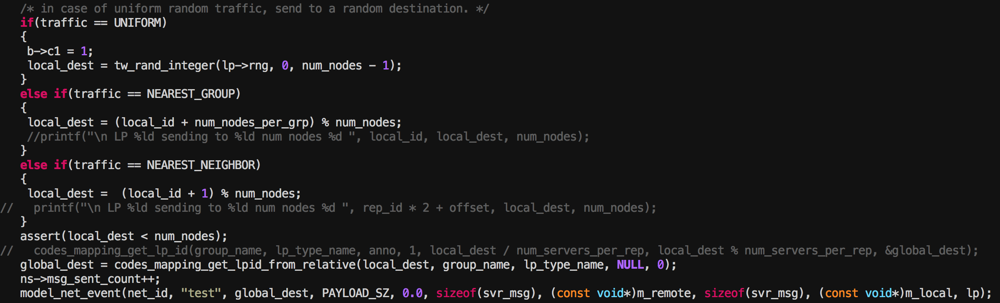 /* in case of uniform random traffic, send to a random destination. */
if(traffic == UNIFORM)
{
b->c1 = 1;
local_dest = tw_rand_integer(lp->rng, 0, num_nodes - 1);
}
else if(traffic == NEAREST_GROUP)
{
local_dest = (local_id + num_nodes_per_grp) % num_nodes;
//printf("\n LP %ld sending to %ld num nodes %d ", local_id, local_dest, num_nodes);
}
else if(traffic == NEAREST_NEIGHBOR)
{
local_dest =  (local_id + 1) % num_nodes;
//   printf("\n LP %ld sending to %ld num nodes %d ", rep_id * 2 + offset, local_dest, num_nodes);
}
assert(local_dest < num_nodes);
//   codes_mapping_get_lp_id(group_name, lp_type_name, anno, 1, local_dest / num_servers_per_rep, local_dest % num_servers_per_rep, &global_dest);
global_dest = codes_mapping_get_lpid_from_relative(local_dest, group_name, lp_type_name, NULL, 0);
ns->msg_sent_count++;
model_net_event(net_id, "test", global_dest, PAYLOAD_SZ, 0.0, sizeof(svr_msg), (const void*)m_remote, sizeof(svr_msg), (const void*)m_local, lp);